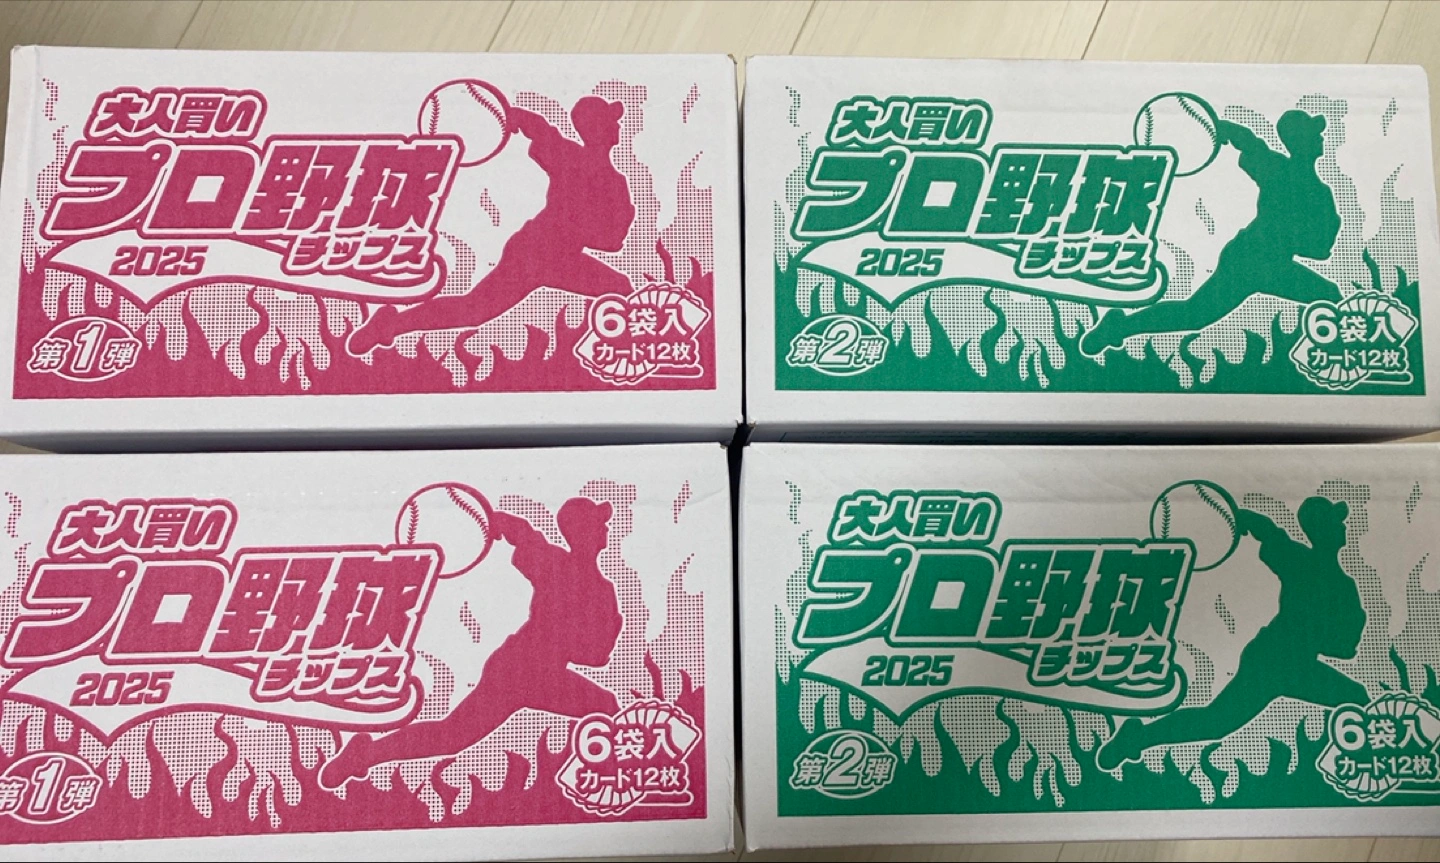 大人買い
プロ野球
チップス
2025
第1弾
6袋入
カード12枚
大人買い
プロ野球
チップス
2025
第2弾
6袋入
カード12枚
大人買い
プロ野球
チップス
2025
第1弾
6袋入
カード12枚
大人買い
プロ野球
チップス
2025
第2弾
6袋入
カード12枚